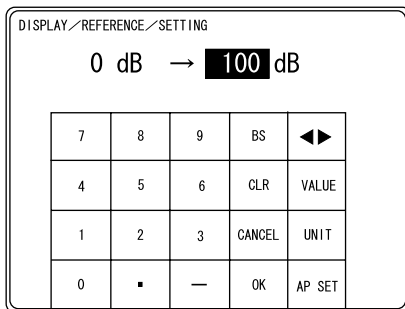 DISPLAY／REFERENCE／SETTING
0 dB → 100 dB
7 8 9 BS ◀▶
4 5 6 CLR VALUE
1 2 3 CANCEL UNIT
0 ▪ — OK AP SET